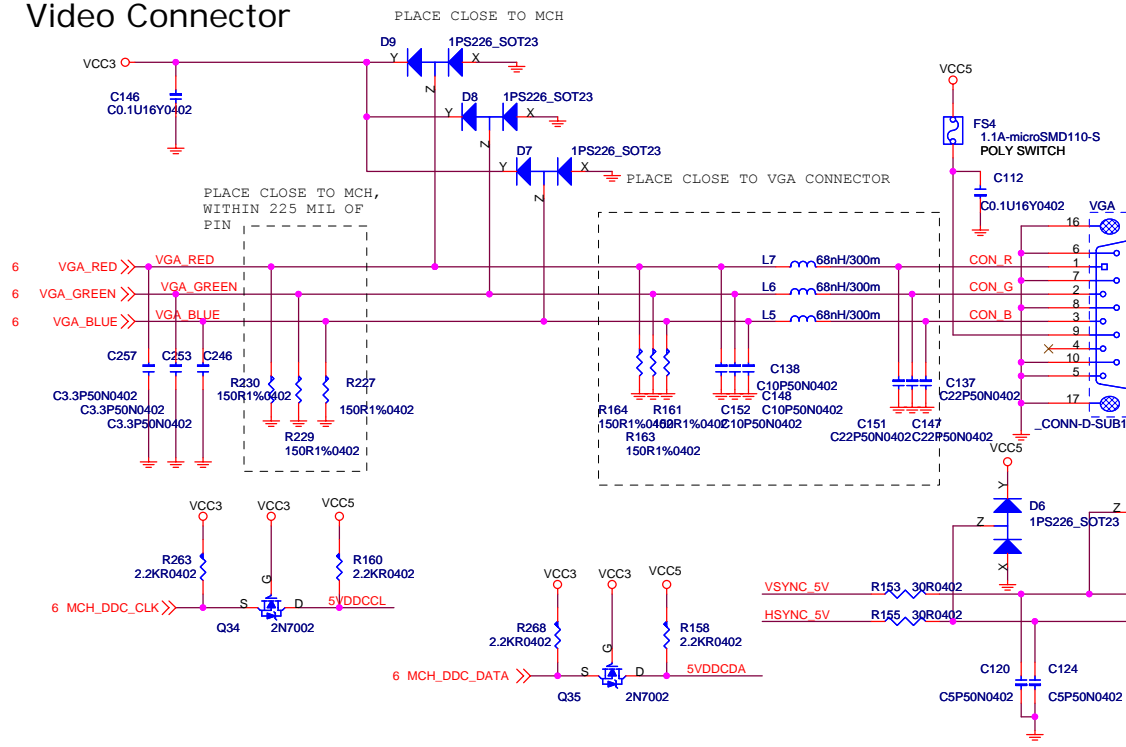 Video Connector
PLACE CLOSE TO MCH
D9
1PS226_SOT23
VCC3
Y
X
Z
C146
C0.1U16Y0402
D8
1PS226_SOT23
Y
X
Z
D7
1PS226_SOT23
Y
X
Z
VCC5
FS4
1.1A-microSMD110-S
POLY SWITCH
C112
C0.1U16Y0402
PLACE CLOSE TO MCH,
WITHIN 225 MIL OF
PIN
PLACE CLOSE TO VGA CONNECTOR
VGA
16
6
6 VGA_RED
VGA_RED
L7
68nH/300m
CON_R
1
7
6 VGA_GREEN
VGA_GREEN
L6
68nH/300m
CON_G
2
8
6 VGA_BLUE
VGA_BLUE
L5
68nH/300m
CON_B
3
9
4
10
5
17
_CONN-D-SUB1
C257
C253
C246
C3.3P50N0402
C3.3P50N0402
C3.3P50N0402
R230
150R1%0402
R227
150R1%0402
R229
150R1%0402
R164
R161
R163
150R1%0402
C138
C10P50N0402
C148
C10P50N0402
C152
C10P50N0402
C137
C22P50N0402
C151
C147
C22P50N0402
C22P50N0402
VCC5
Y
D6
1PS226_SOT23
Z
X
Z
VCC3
VCC3
VCC5
R263
2.2KR0402
R160
2.2KR0402
G
6 MCH_DDC_CLK
S
D
5VDDCCL
Q34
2N7002
VCC3
VCC3
VCC5
R268
2.2KR0402
R158
2.2KR0402
G
6 MCH_DDC_DATA
S
D
5VDDCDA
Q35
2N7002
VSYNC_5V
R153
30R0402
HSYNC_5V
R155
30R0402
C120
C5P50N0402
C124
C5P50N0402